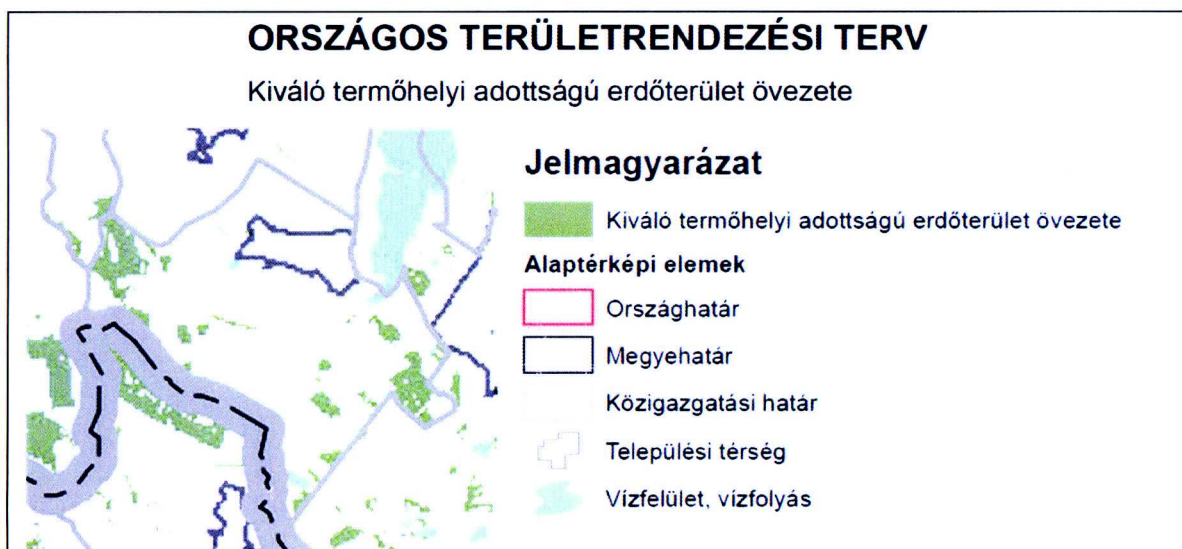 ORSZÁGOS TERÜLETRENDEZÉSI TERV
Kiváló termőhelyi adottságú erdőterület övezete
Jelmagyarázat
Kiváló termőhelyi adottságú erdőterület övezete
Alaptérképi elemek
Országhatár
Megyehatár
Közigazgatási határ
Települési térség
Vízfelület, vízfolyás